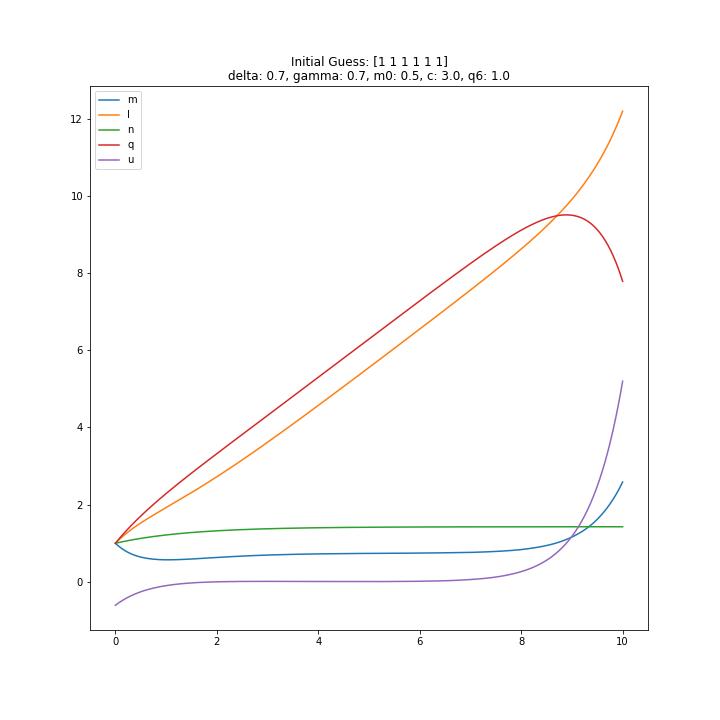 Initial Guess: [1 1 1 1 1 1]
delta: 0.7, gamma: 0.7, m0: 0.5, c: 3.0, q6: 1.0
m
l
n
q
u
12
10
8
6
4
2
0
0 2 4 6 8 10